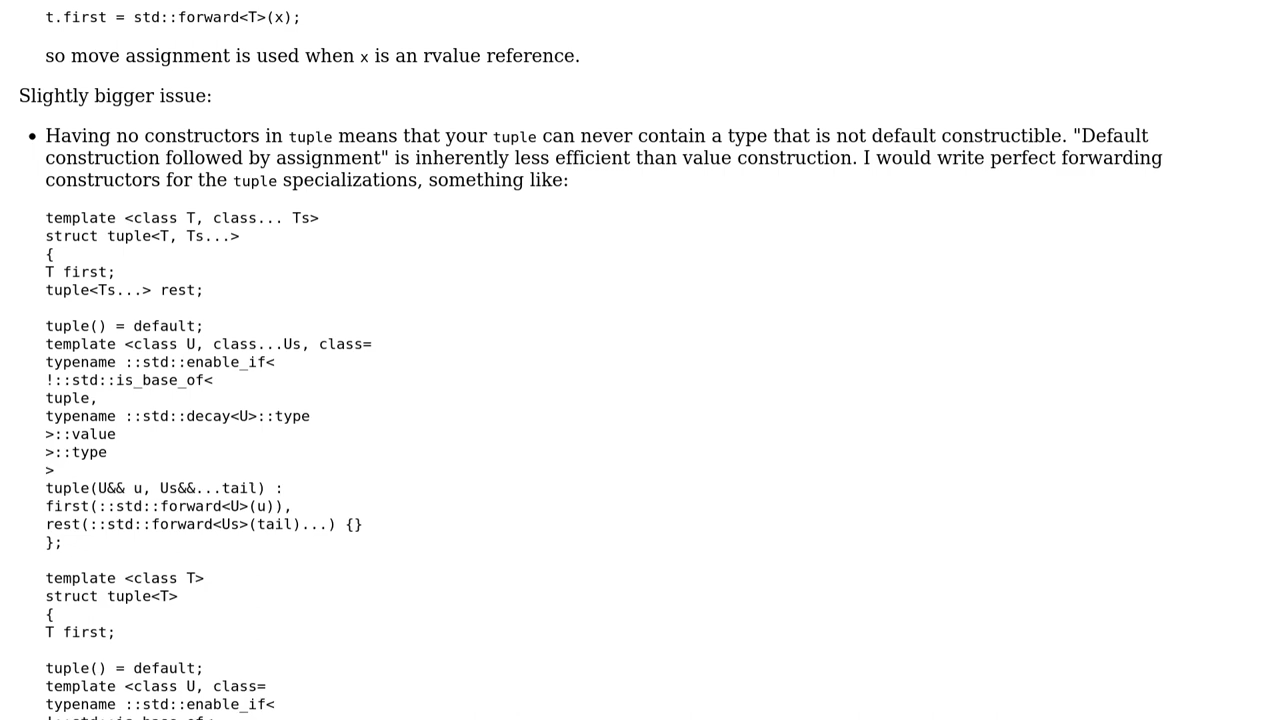 t.first = std::forward<T>(x);
so move assignment is used when x is an rvalue reference.
Slightly bigger issue:
• Having no constructors in tuple means that your tuple can never contain a type that is not default constructible. "Default
construction followed by assignment" is inherently less efficient than value construction. I would write perfect forwarding
constructors for the tuple specializations, something like:
template <class T, class... Ts>
struct tuple<T, Ts...>
{
T first;
tuple<Ts...> rest;
tuple() = default;
template <class U, class...Us, class=
typename ::std::enable_if<
!::std::is_base_of<
tuple,
typename ::std::decay<U>::type
>::value
>::type
>
tuple(U&& u, Us&&...tail) :
first(::std::forward<U>(u)),
rest(::std::forward<Us>(tail)...) {}
};
template <class T>
struct tuple<T>
{
T first;
tuple() = default;
template <class U, class=
typename ::std::enable_if<